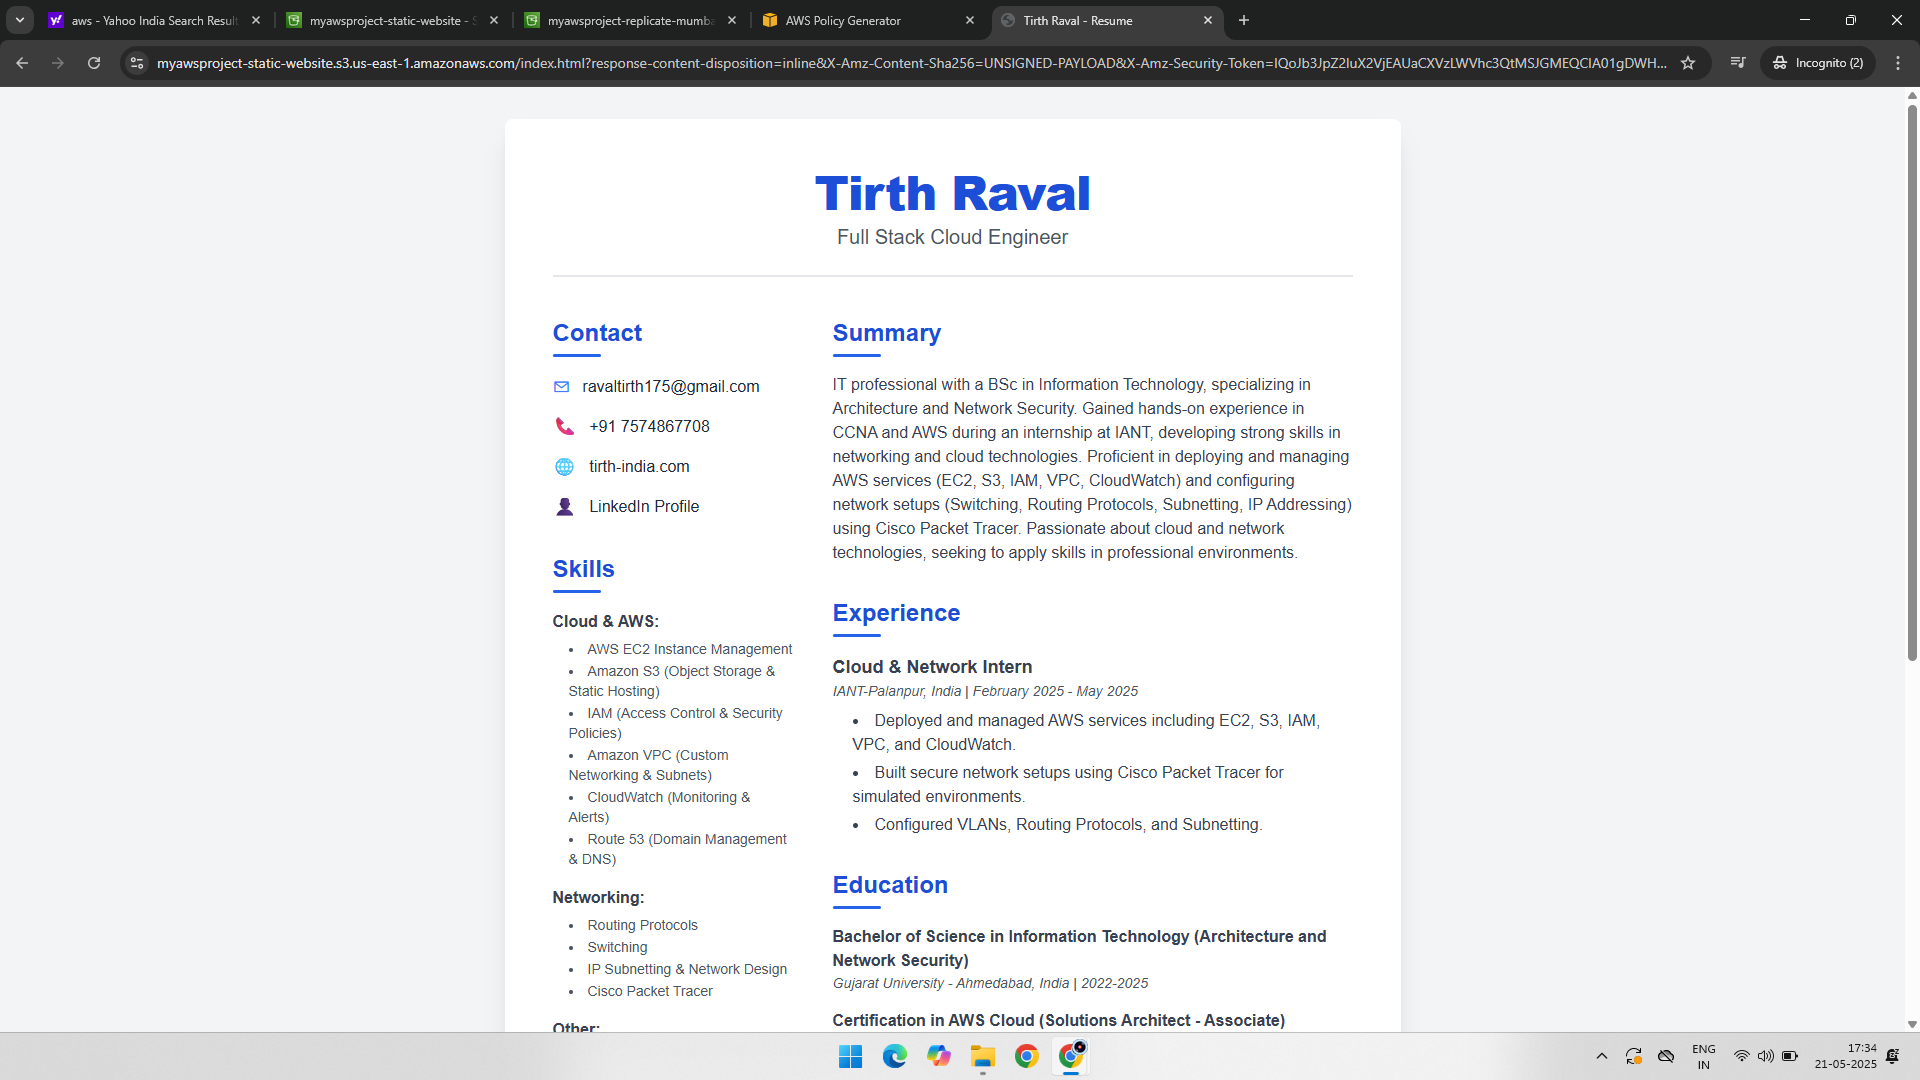 aws - Yahoo India Search Result
myawsproject-static-website - S
myawsproject-replicate-mumba
AWS Policy Generator
Tirth Raval - Resume
myawsproject-static-website.s3.us-east-1.amazonaws.com/index.html?response-content-disposition=inline&X-Amz-Content-Sha256=UNSIGNED-PAYLOAD&X-Amz-Security-Token=IQoJb3JpZ2luX2VjEAUaCXVzLWVhc3QtMSJGMEQCIA01gDWH...
Incognito (2)
Tirth Raval
Full Stack Cloud Engineer
Contact
ravaltirth175@gmail.com
+91 7574867708
tirth-india.com
LinkedIn Profile
Skills
Cloud & AWS:
• AWS EC2 Instance Management
• Amazon S3 (Object Storage &
Static Hosting)
• IAM (Access Control & Security
Policies)
• Amazon VPC (Custom
Networking & Subnets)
• CloudWatch (Monitoring &
Alerts)
• Route 53 (Domain Management
& DNS)
Networking:
• Routing Protocols
• Switching
• IP Subnetting & Network Design
• Cisco Packet Tracer
Other:
Summary
IT professional with a BSc in Information Technology, specializing in
Architecture and Network Security. Gained hands-on experience in
CCNA and AWS during an internship at IANT, developing strong skills in
networking and cloud technologies. Proficient in deploying and managing
AWS services (EC2, S3, IAM, VPC, CloudWatch) and configuring
network setups (Switching, Routing Protocols, Subnetting, IP Addressing)
using Cisco Packet Tracer. Passionate about cloud and network
technologies, seeking to apply skills in professional environments.
Experience
Cloud & Network Intern
IANT-Palanpur, India | February 2025 - May 2025
• Deployed and managed AWS services including EC2, S3, IAM,
VPC, and CloudWatch.
• Built secure network setups using Cisco Packet Tracer for
simulated environments.
• Configured VLANs, Routing Protocols, and Subnetting.
Education
Bachelor of Science in Information Technology (Architecture and
Network Security)
Gujarat University - Ahmedabad, India | 2022-2025
Certification in AWS Cloud (Solutions Architect - Associate)
ENG
IN
17:34
21-05-2025